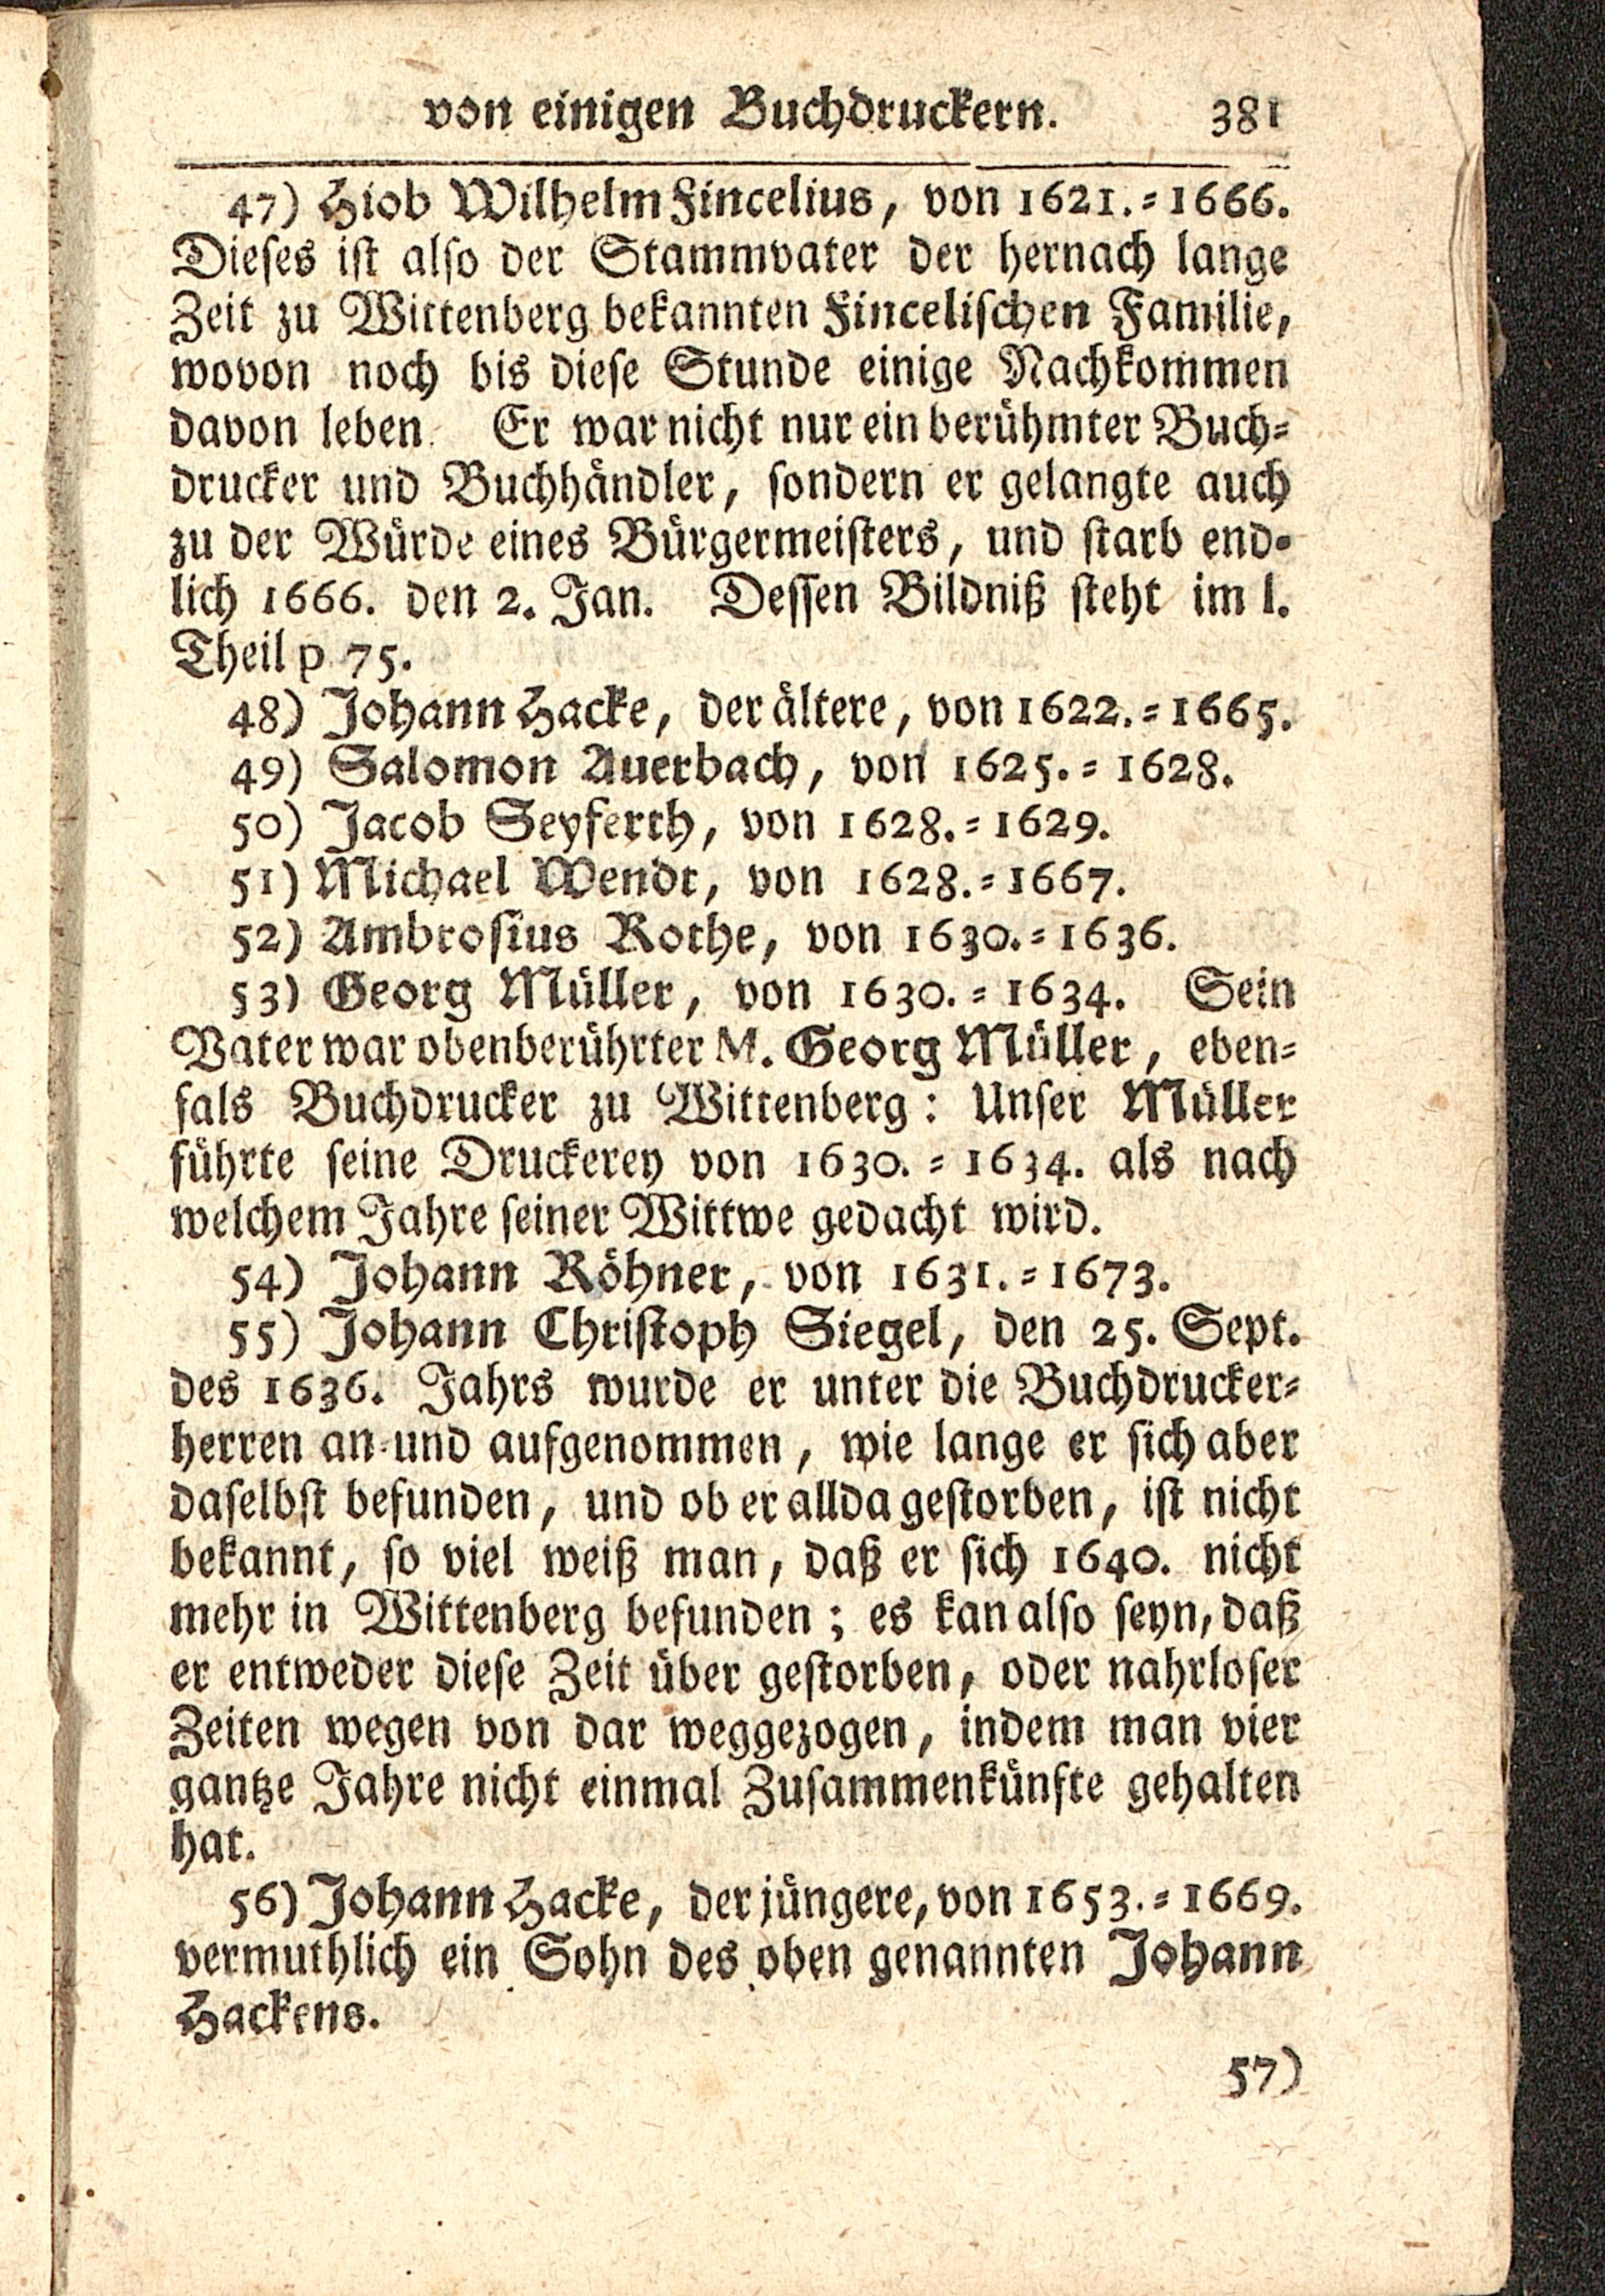 von einigen Buchdruckern. 381
47) Hiob Wilhelm Fincelius, von 1621.=1666.
Dieses ist also der Stammvater der hernach lange
Zeit zu Wittenberg bekannten Fincelischen Familie,
wovon noch bis diese Stunde einige Nachkommen
davon leben. Er war nicht nur ein berühmter Buch=
drucker und Buchhändler, sondern er gelangte auch
zu der Würde eines Bürgermeisters, und starb end=
lich 1666. den 2. Jan. Dessen Bildniß steht im I.
Theil p 75.
48) Johann Hacke, der ältere, von 1622.=1665.
49) Salomon Auerbach, von 1625.=1628.
50) Jacob Seyferth, von 1628.=1629.
51) Michael Wendt, von 1628.=1667.
52) Ambrosius Rothe, von 1630.=1636.
53) Georg Müller, von 1630.=1634. Sein
Vater war obenberührter M. Georg Müller, eben=
fals Buchdrucker zu Wittenberg: Unser Müller
führte seine Druckerey von 1630.=1634. als nach
welchem Jahre seiner Wittwe gedacht wird.
54) Johann Röhner, von 1631.=1673.
55) Johann Christoph Siegel, den 25. Sept.
des 1636. Jahrs wurde er unter die Buchdrucker=
herren an=und aufgenommen, wie lange er sich aber
daselbst befunden, und ob er allda gestorben, ist nicht
bekannt, so viel weiß man, daß er sich 1640. nicht
mehr in Wittenberg befunden; es kan also seyn, daß
er entweder diese Zeit über gestorben, oder nahrloser
Zeiten wegen von dar weggezogen, indem man vier
gantze Jahre nicht einmal Zusammenkünfte gehalten
hat.
56) Johann Hacke, der jüngere, von 1653.=1669.
vermuthlich ein Sohn des oben genannten Johann
Hackens.
57)